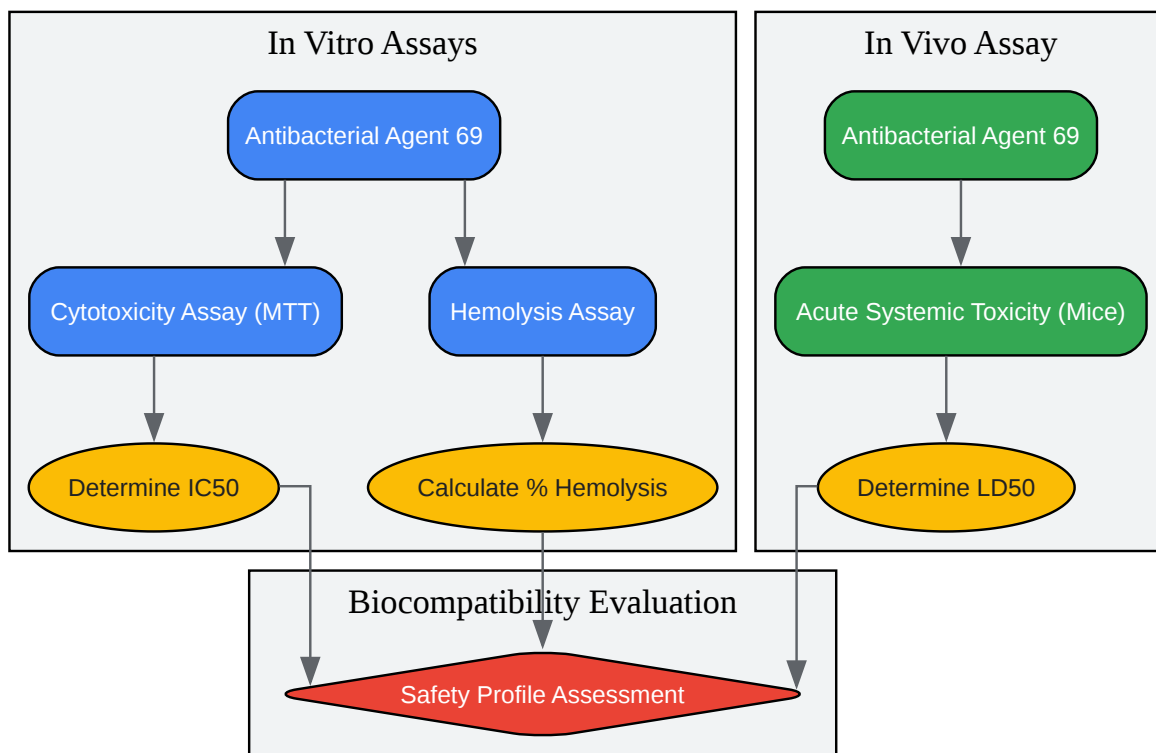 In Vitro Assays
In Vivo Assay
Antibacterial Agent 69
Antibacterial Agent 69
Cytotoxicity Assay (MTT)
Hemolysis Assay
Acute Systemic Toxicity (Mice)
Determine IC50
Calculate % Hemolysis
Determine LD50
Biocompatibility Evaluation
Safety Profile Assessment